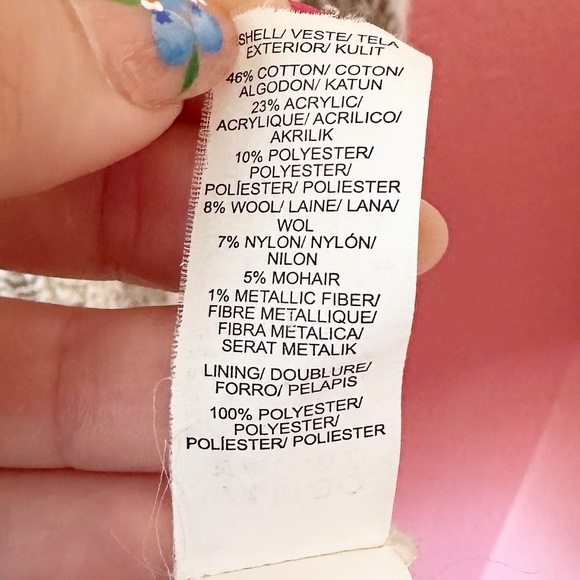 SHELL/ VESTE/ TELA
EXTERIOR/ KULIT
46% COTTON/ COTON/
ALGODON/ KATUN
23% ACRYLIC/
ACRYLIQUE/ ACRILICO/
AKRILIK
10% POLYESTER/
POLYESTER/
POLÍESTER/ POLIESTER
8% WOOL/ LAINE/ LANA/
WOL
7% NYLON/ NYLÓN/
NILON
5% MOHAIR
1% METALLIC FIBER/
FIBRE METALLIQUE/
FIBRA METALICA/
SERAT METALIK
LINING/ DOUBLURE/
FORRO/ PELAPIS
100% POLYESTER/
POLYESTER/
POLÍESTER/ POLIESTER